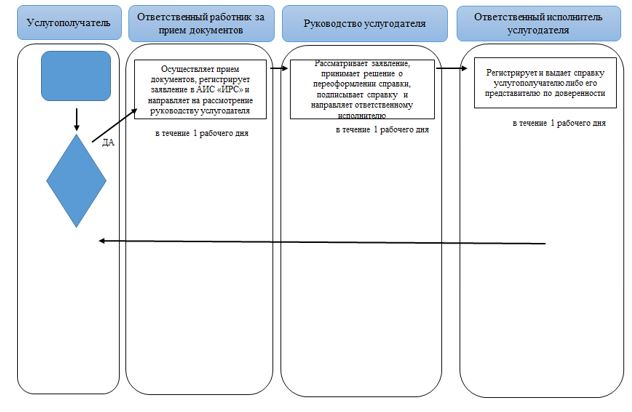 Услугополучатель
Ответственный работник за
прием документов
Руководство услугодателя
Ответственный исполнитель
услугодателя
Осуществляет прием
документов, регистрирует
заявление в АИС «ИРС» и
направляет на рассмотрение
руководству услугодателя
Рассматривает заявление,
принимает решение о
переоформлении справки,
подписывает справку и
направляет ответственному
исполнителю
Регистрирует и выдает справку
услугополучателю либо его
представителю по доверенности
в течение 1 рабочего дня
в течение 1 рабочего дня
в течение 1 рабочего дня
ДА